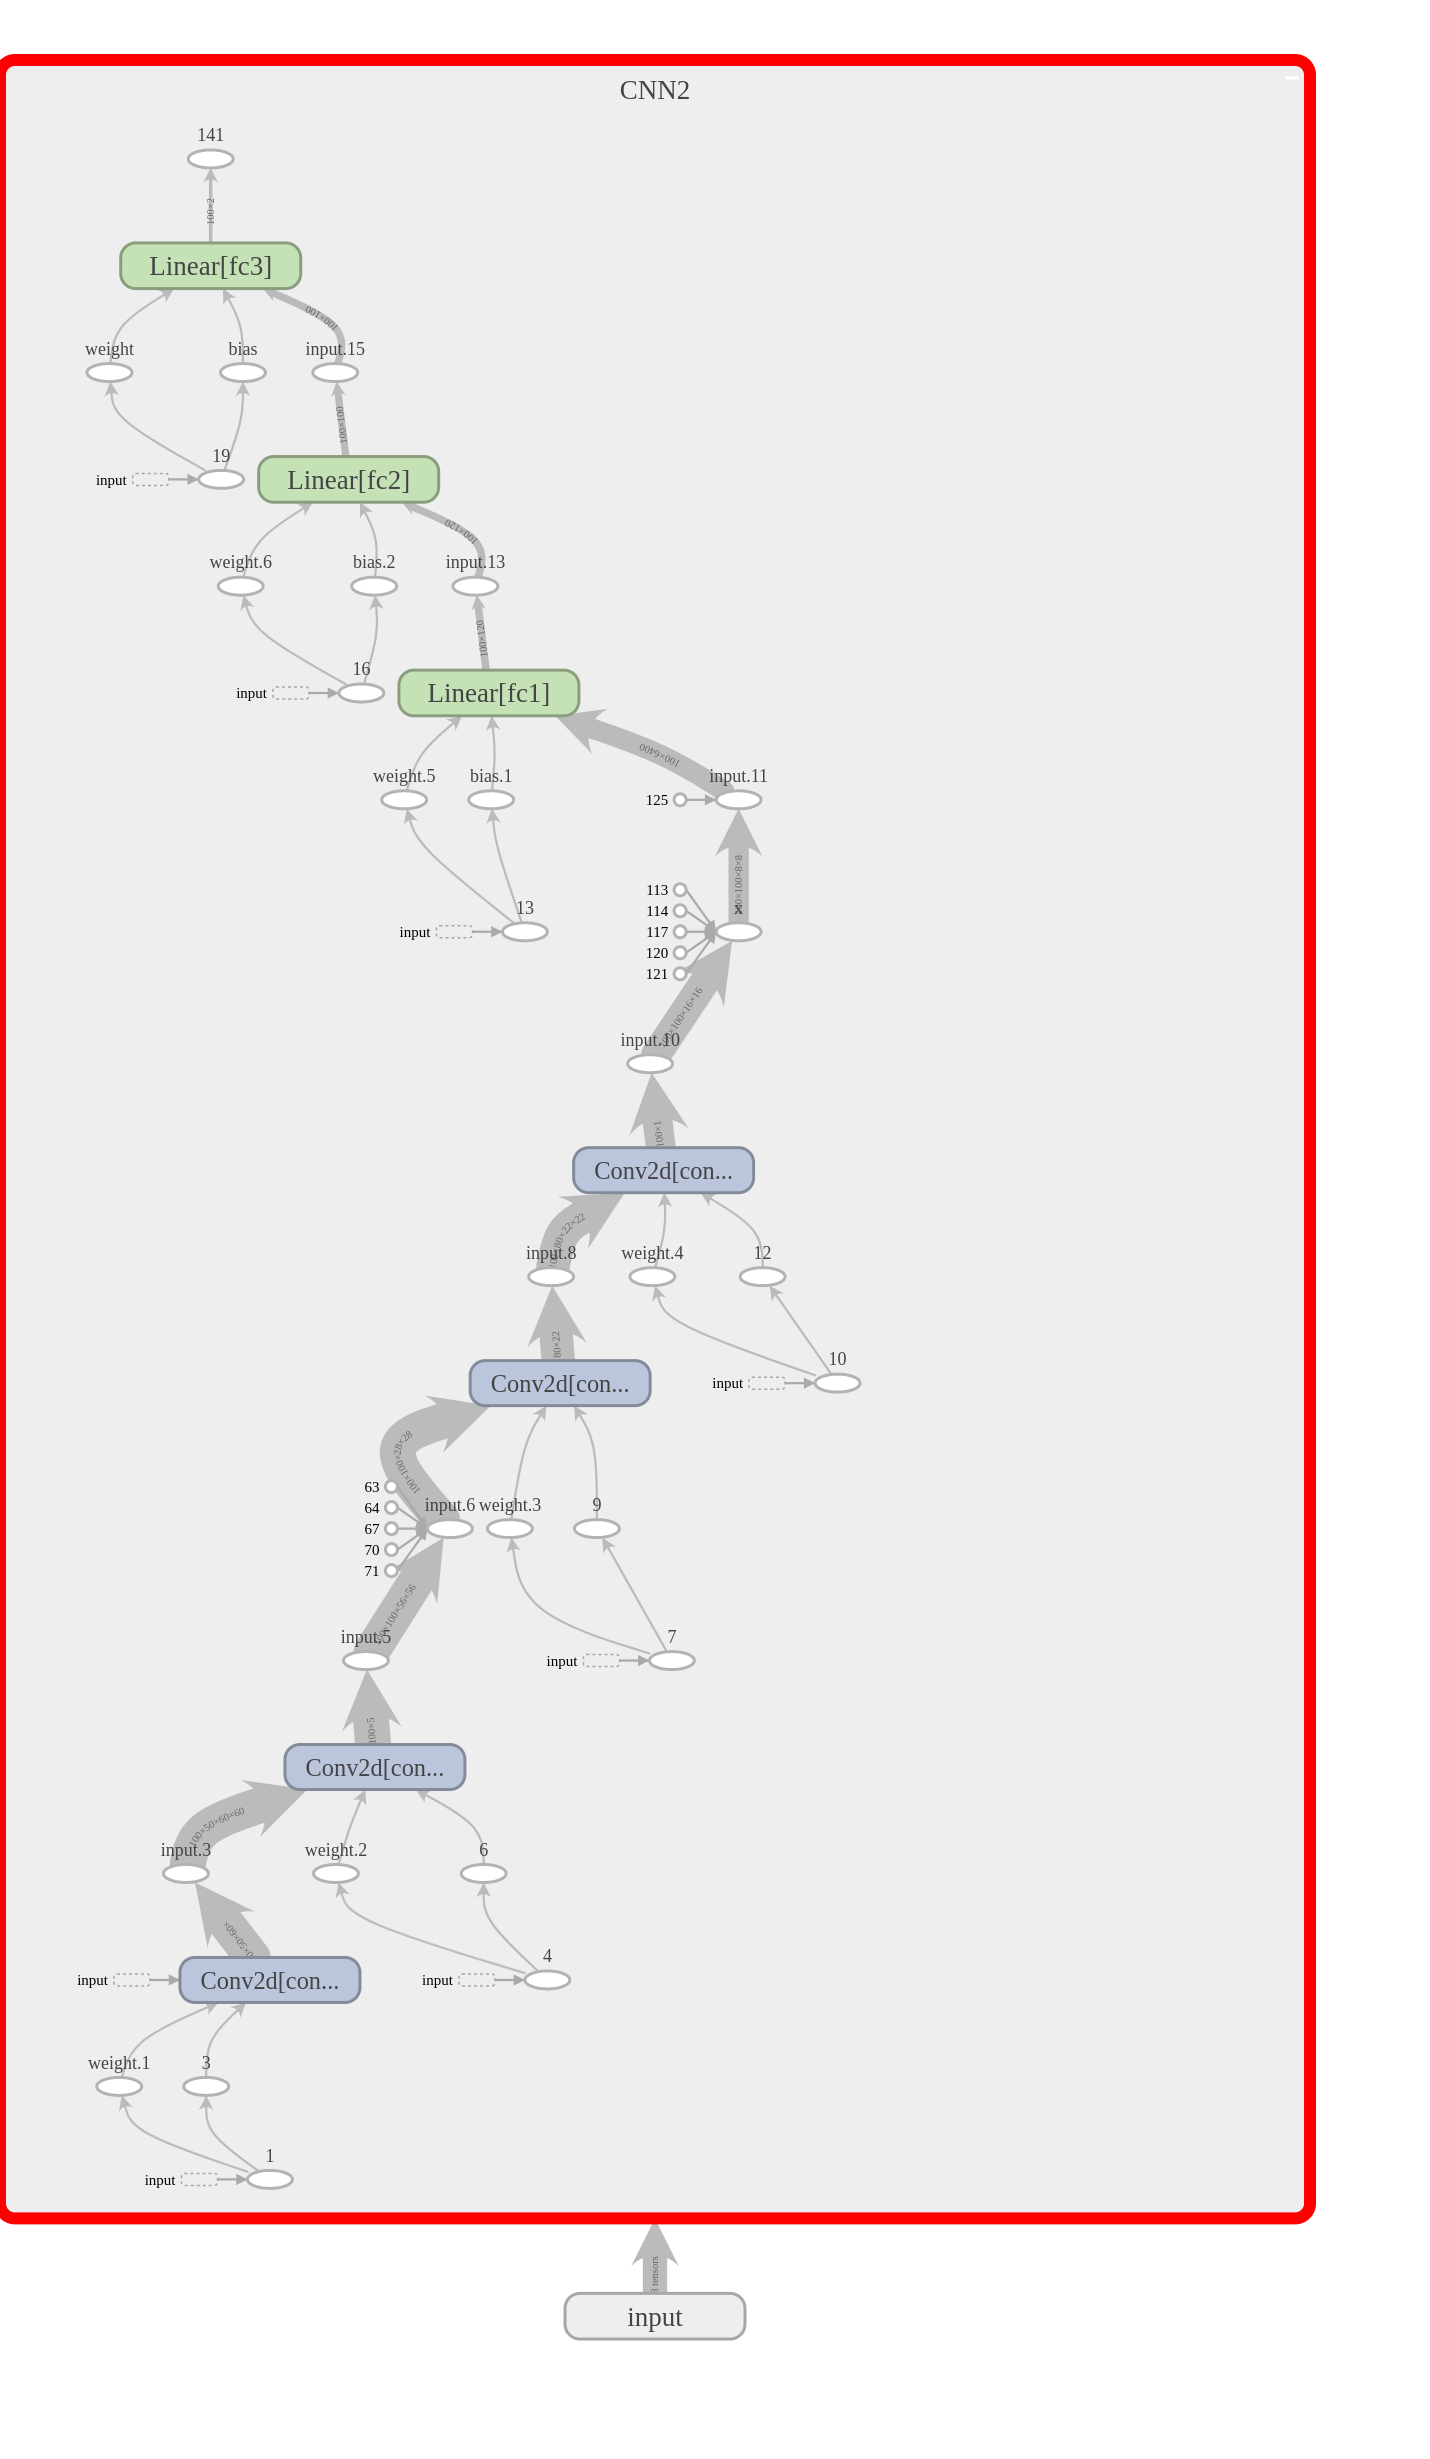 CNN2
141
100×2
Linear[fc3]
100×100
weight
bias
input.15
100×100
19
input
Linear[fc2]
100×120
weight.6
bias.2
input.13
100×120
16
input
Linear[fc1]
100×6400
weight.5
bias.1
input.11
125
×100×8×8
113
114
117
120
121
13
x
input
×100×16×16
input.10
100×1
Conv2d[con...
80×22×22
input.8
weight.4
12
80×22
10
input
Conv2d[con...
100×100×28×28
63
64
67
70
71
input.6
weight.3
9
×100×56×56
input.5
7
input
100×5
Conv2d[con...
100×50×60×60
input.3
weight.2
6
×50×60×
4
input
input
Conv2d[con...
weight.1
3
1
input
3 tensors
input